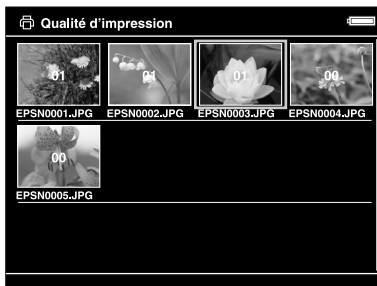 Qualité d'impression
01 01 01 00
EPSN0001.JPG EPSN0002.JPG EPSN0003.JPG EPSN0004.JPG
00
EPSN0005.JPG